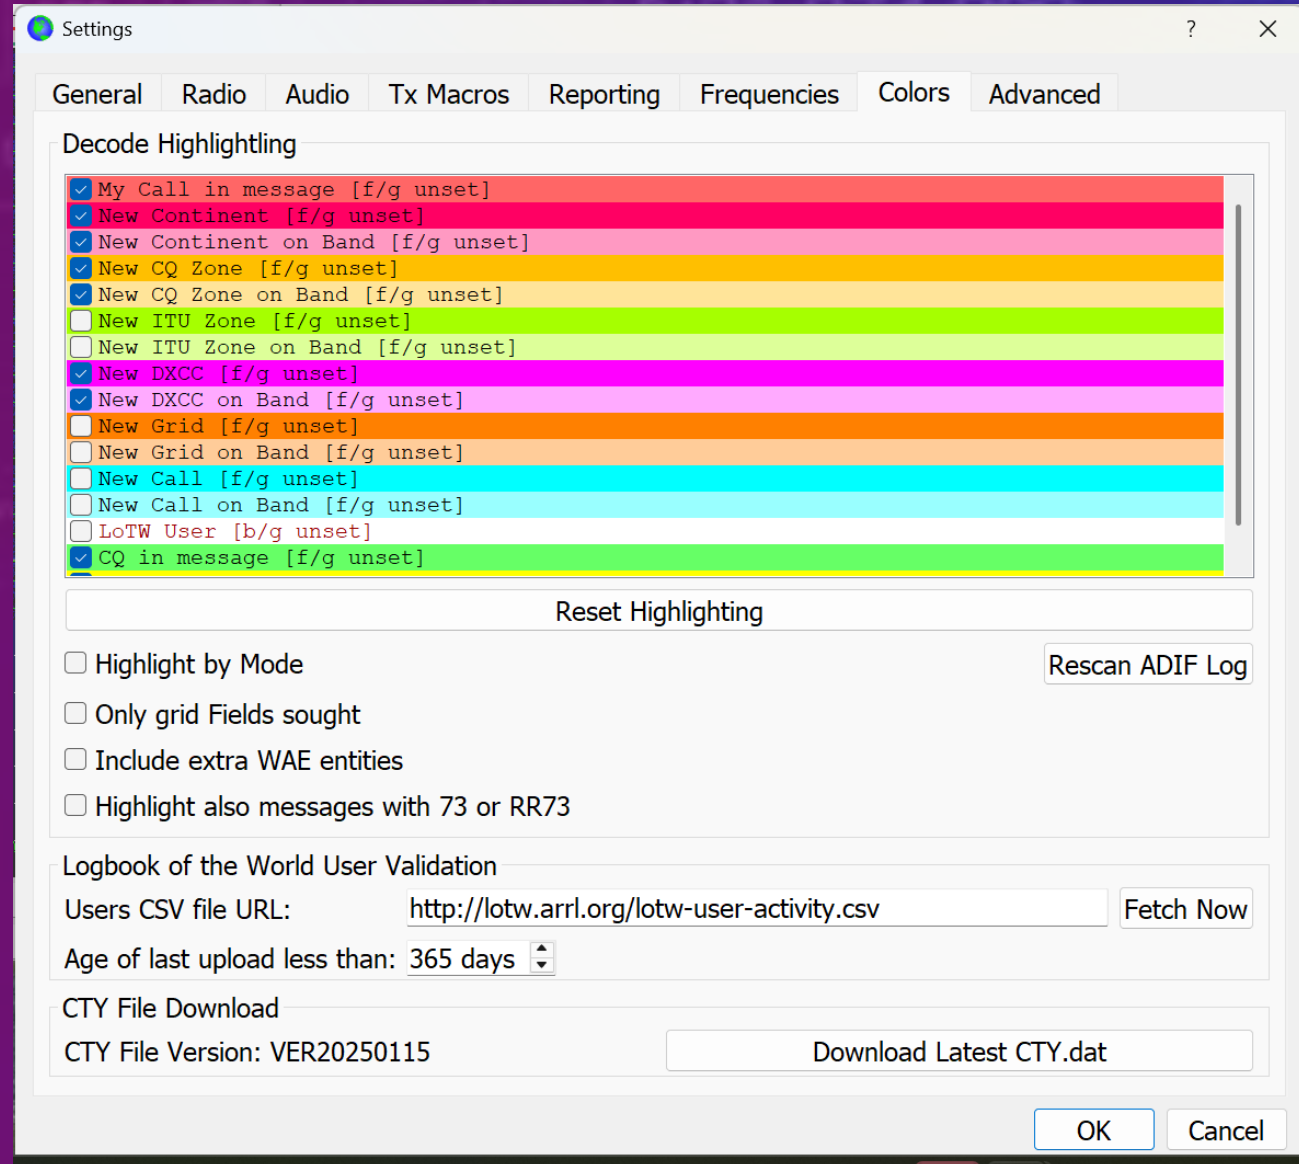 Settings
?
General Radio Audio Tx Macros Reporting Frequencies Colors Advanced
Decode Highlightling
My Call in message [f/g unset]
New Continent [f/g unset]
New Continent on Band [f/g unset]
New CQ Zone [f/g unset]
New CQ Zone on Band [f/g unset]
New ITU Zone [f/g unset]
New ITU Zone on Band [f/g unset]
New DXCC [f/g unset]
New DXCC on Band [f/g unset]
New Grid [f/g unset]
New Grid on Band [f/g unset]
New Call [f/g unset]
New Call on Band [f/g unset]
LoTW User [b/g unset]
CQ in message [f/g unset]
Reset Highlighting
Highlight by Mode
Rescan ADIF Log
Only grid Fields sought
Include extra WAE entities
Highlight also messages with 73 or RR73
Logbook of the World User Validation
Users CSV file URL: http://lotw.arrl.org/lotw-user-activity.csv Fetch Now
Age of last upload less than: 365 days
CTY File Download
CTY File Version: VER20250115 Download Latest CTY.dat
OK Cancel